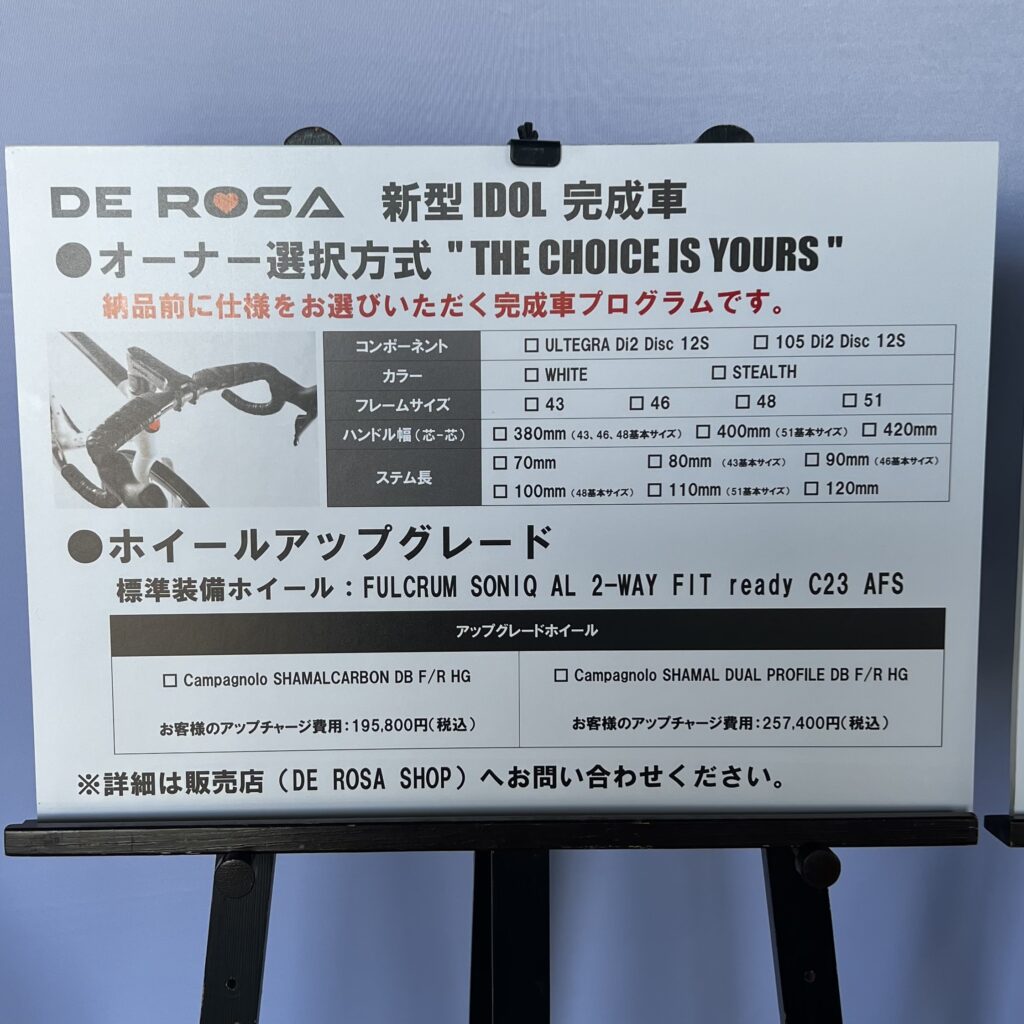 DE ROSA 新型 IDOL 完成車
●オーナー選択方式 " THE CHOICE IS YOURS "
納品前に仕様をお選びいただく完成車プログラムです。
コンポーネント □ ULTEGRA Di2 Disc 12S □ 105 Di2 Disc 12S
カラー □ WHITE □ STEALTH
フレームサイズ □ 43 □ 46 □ 48 □ 51
ハンドル幅(芯-芯) □ 380mm (43、46、48基本サイズ) □ 400mm (51基本サイズ) □ 420mm
ステム長 □ 70mm □ 80mm (43基本サイズ) □ 90mm (46基本サイズ)
□ 100mm (48基本サイズ) □ 110mm (51基本サイズ) □ 120mm
●ホイールアップグレード
標準装備ホイール:FULCRUM SONIQ AL 2-WAY FIT ready C23 AFS
アップグレードホイール
□ Campagnolo SHAMALCARBON DB F/R HG □ Campagnolo SHAMAL DUAL PROFILE DB F/R HG
お客様のアップチャージ費用:195,800円(税込) お客様のアップチャージ費用:257,400円(税込)
※詳細は販売店(DE ROSA SHOP)へお問い合わせください。